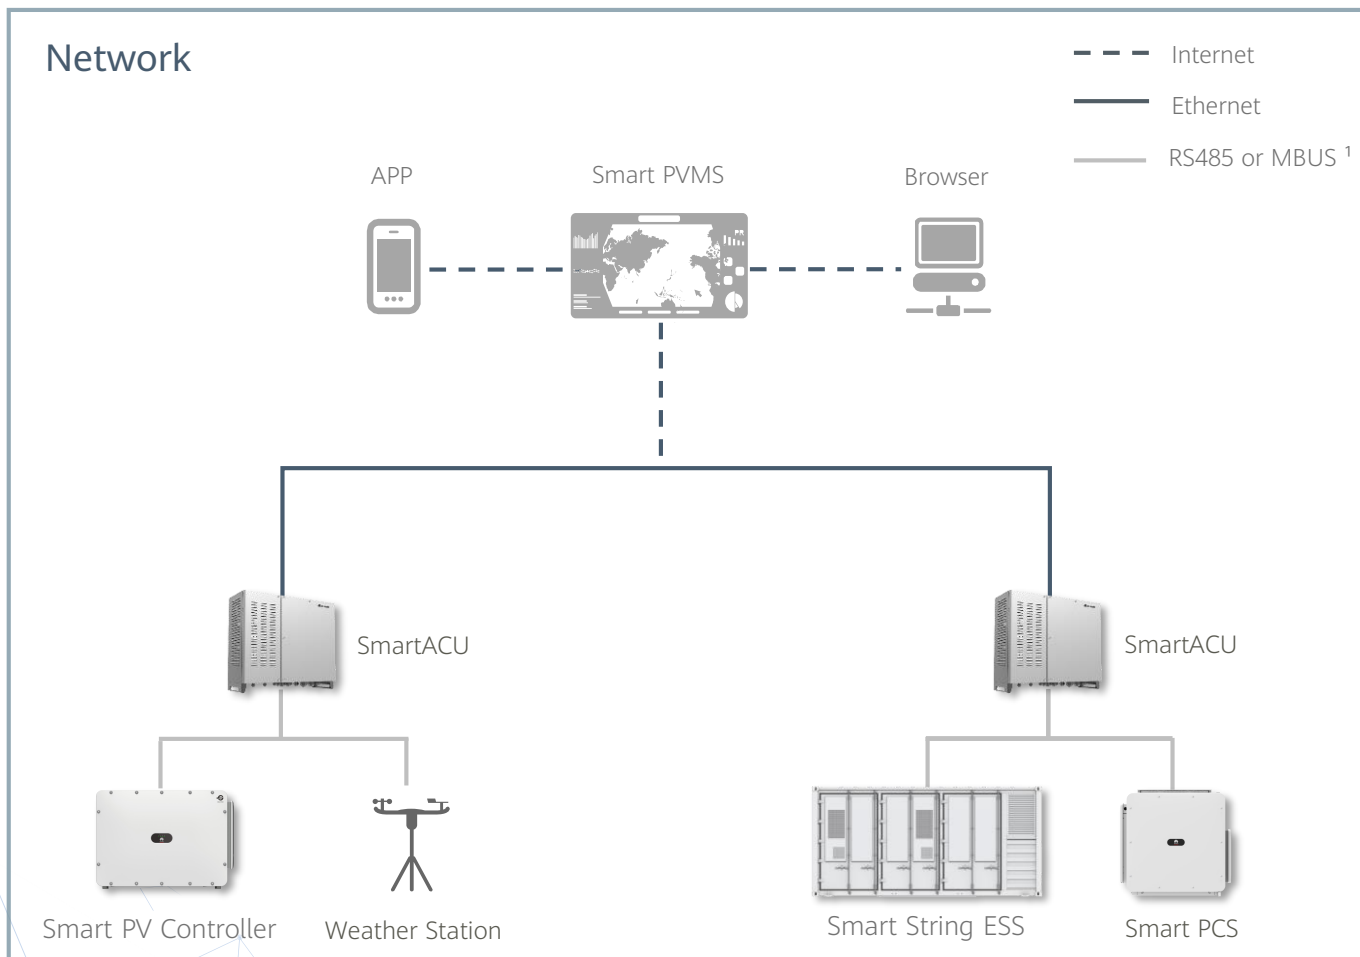 Network
Internet
Ethernet
RS485 or MBUS ¹
APP
Smart PVMS
Browser
SmartACU
SmartACU
Smart PV Controller
Weather Station
Smart String ESS
Smart PCS